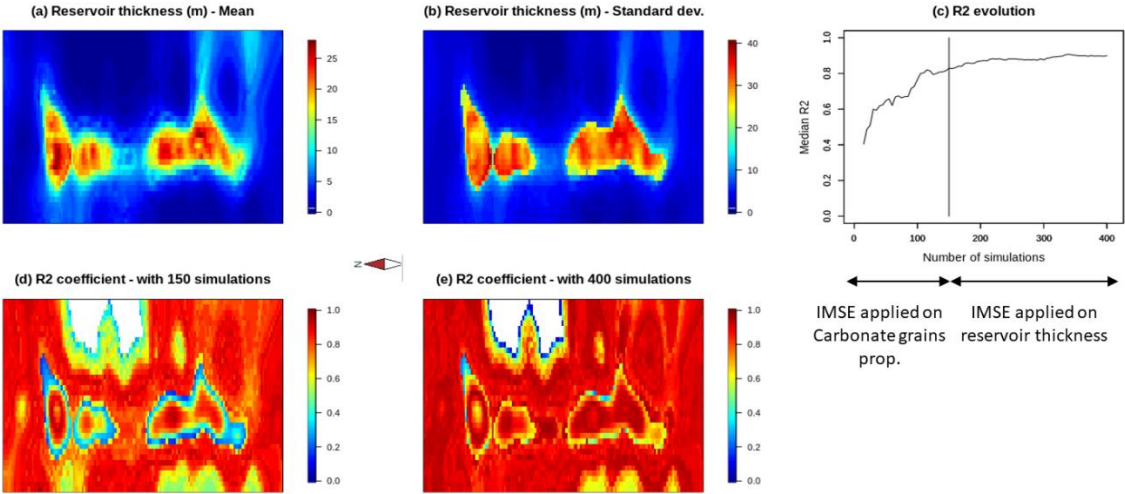 (a) Reservoir thickness (m) - Mean
25
20
15
10
5
0
(b) Reservoir thickness (m) - Standard dev.
40
30
20
10
0
(c) R2 evolution
1.0
0.8
0.6
0.4
0.2
0.0
Median R2
0 100 200 300 400
Number of simulations
IMSE applied on
Carbonate grains
prop.
IMSE applied on
reservoir thickness
N
(d) R2 coefficient - with 150 simulations
1.0
0.8
0.6
0.4
0.2
0.0
(e) R2 coefficient - with 400 simulations
1.0
0.8
0.6
0.4
0.2
0.0